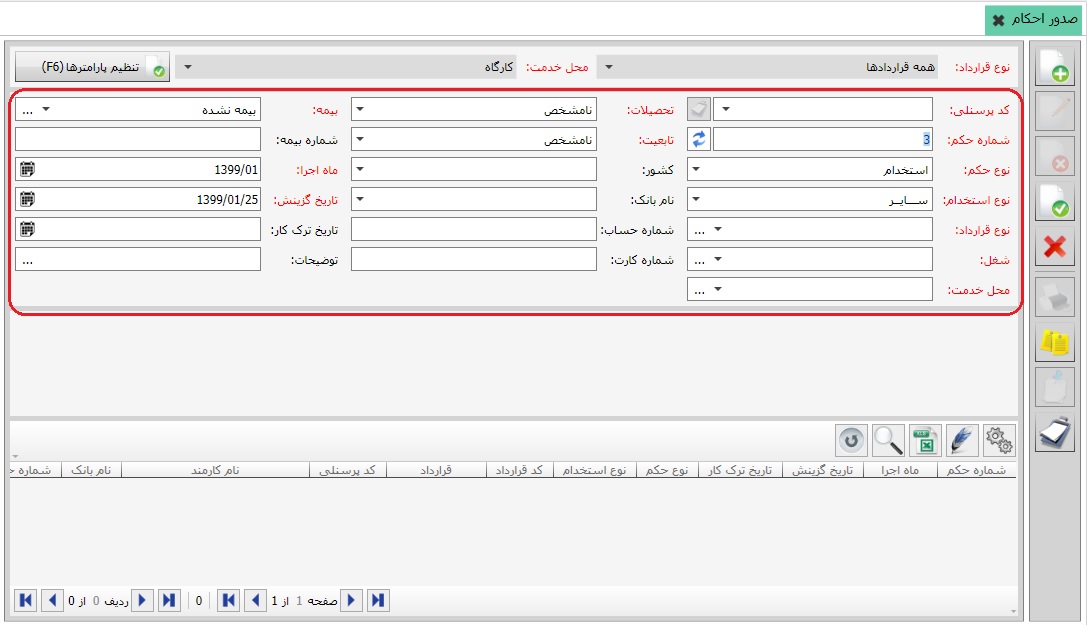 صدور احکام
نوع قرارداد: همه قراردادها محل خدمت: کارگاه تنظیم پارامترها (F6)
کد پرسنلی: تحصیلات: نامشخص بیمه: بیمه نشده ...
شماره حکم: 3 تابعیت: نامشخص شماره بیمه:
نوع حکم: استخدام کشور: ماه اجرا: 1399/01
نوع استخدام: ســـایـــر نام بانک: تاریخ گزینش: 1399/01/25
نوع قرارداد: ... شماره حساب: تاریخ ترک کار:
شغل: ... شماره کارت: توضیحات: ...
محل خدمت: ...
شماره حکم ماه اجرا تاریخ گزینش تاریخ ترک کار نوع حکم نوع استخدام کد قرارداد قرارداد کد پرسنلی نام کارمند نام بانک شماره ح
صفحه 1 از 1 0 ردیف 0 از 0